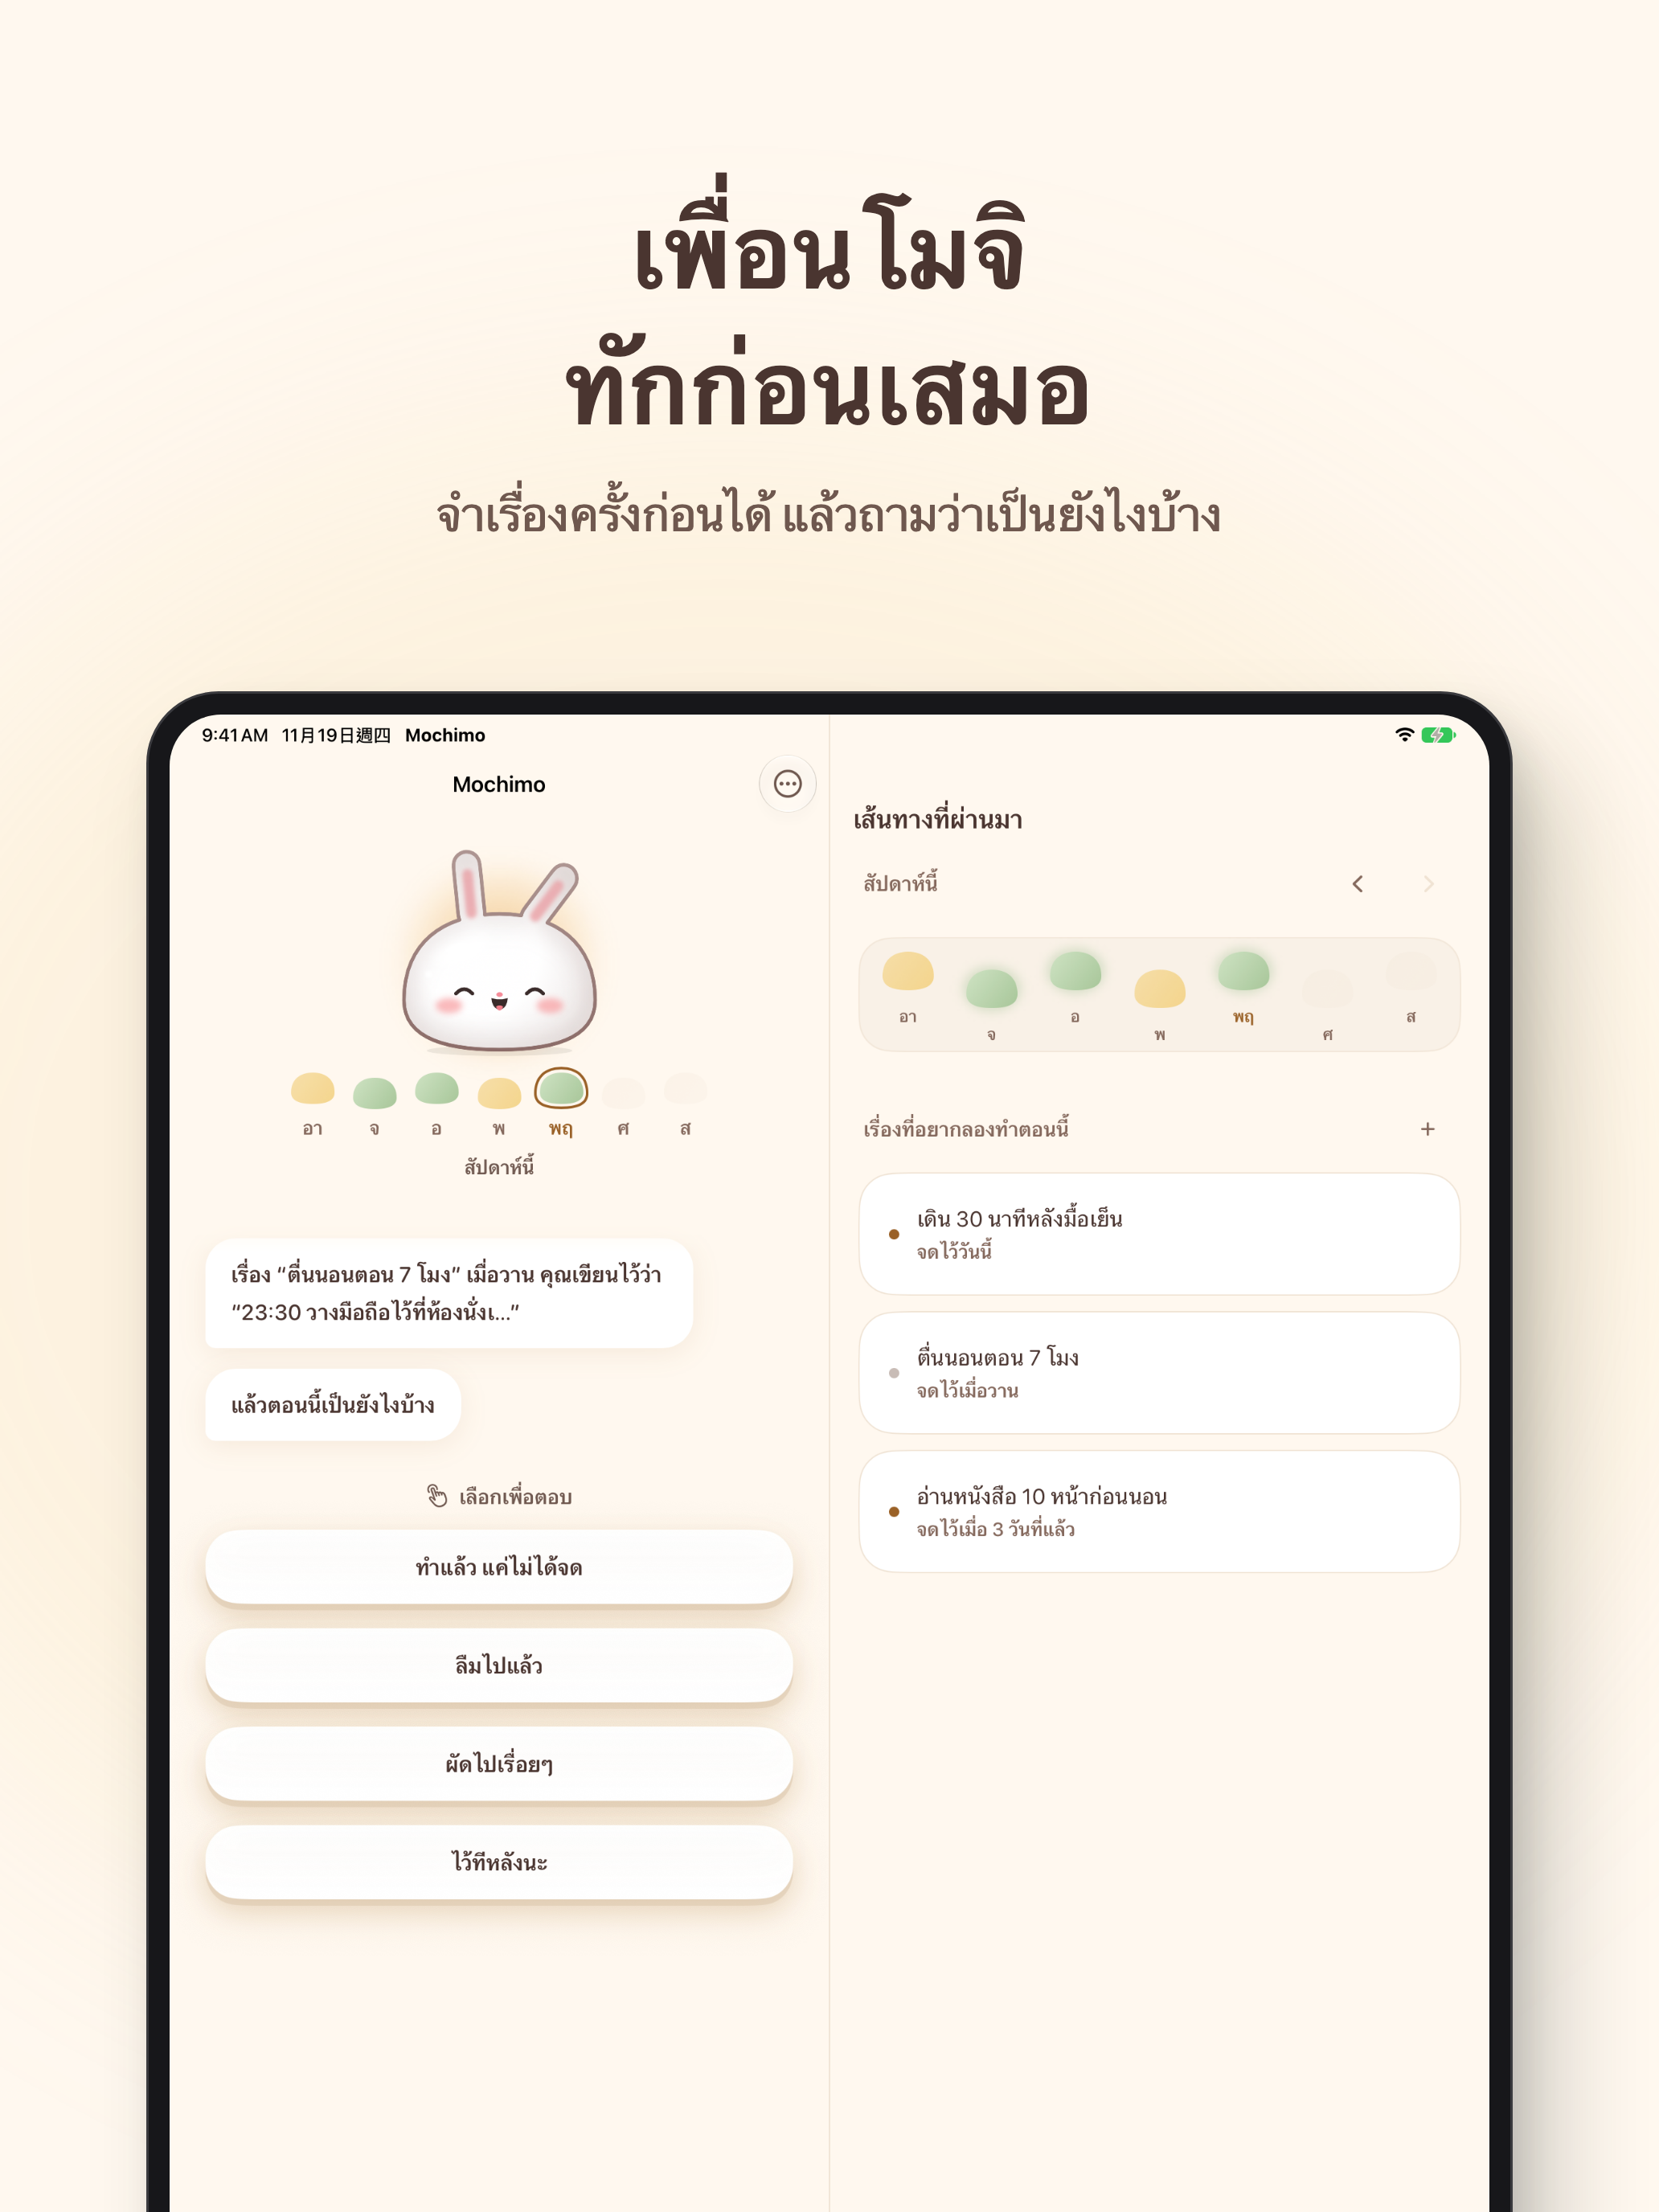 เพื่อนโมจิ
ทักก่อนเสมอ
จำเรื่องครั้งก่อนได้ แล้วถามว่าเป็นยังไงบ้าง
9:41 AM 11月19日週四 Mochimo
Mochimo
อา จ อ พ พฤ ศ ส
สัปดาห์นี้
เรื่อง “ตื่นนอนตอน 7 โมง” เมื่อวาน คุณเขียนไว้ว่า
“23:30 วางมือถือไว้ที่ห้องนั่งเ...”
แล้วตอนนี้เป็นยังไงบ้าง
เลือกเพื่อตอบ
ทำแล้ว แค่ไม่ได้จด
ลืมไปแล้ว
ผัดไปเรื่อยๆ
ไว้ทีหลังนะ
เส้นทางที่ผ่านมา
สัปดาห์นี้
อา จ อ พ พฤ ศ ส
เรื่องที่อยากลองทำตอนนี้
เดิน 30 นาทีหลังมื้อเย็น
จดไว้วันนี้
ตื่นนอนตอน 7 โมง
จดไว้เมื่อวาน
อ่านหนังสือ 10 หน้าก่อนนอน
จดไว้เมื่อ 3 วันที่แล้ว